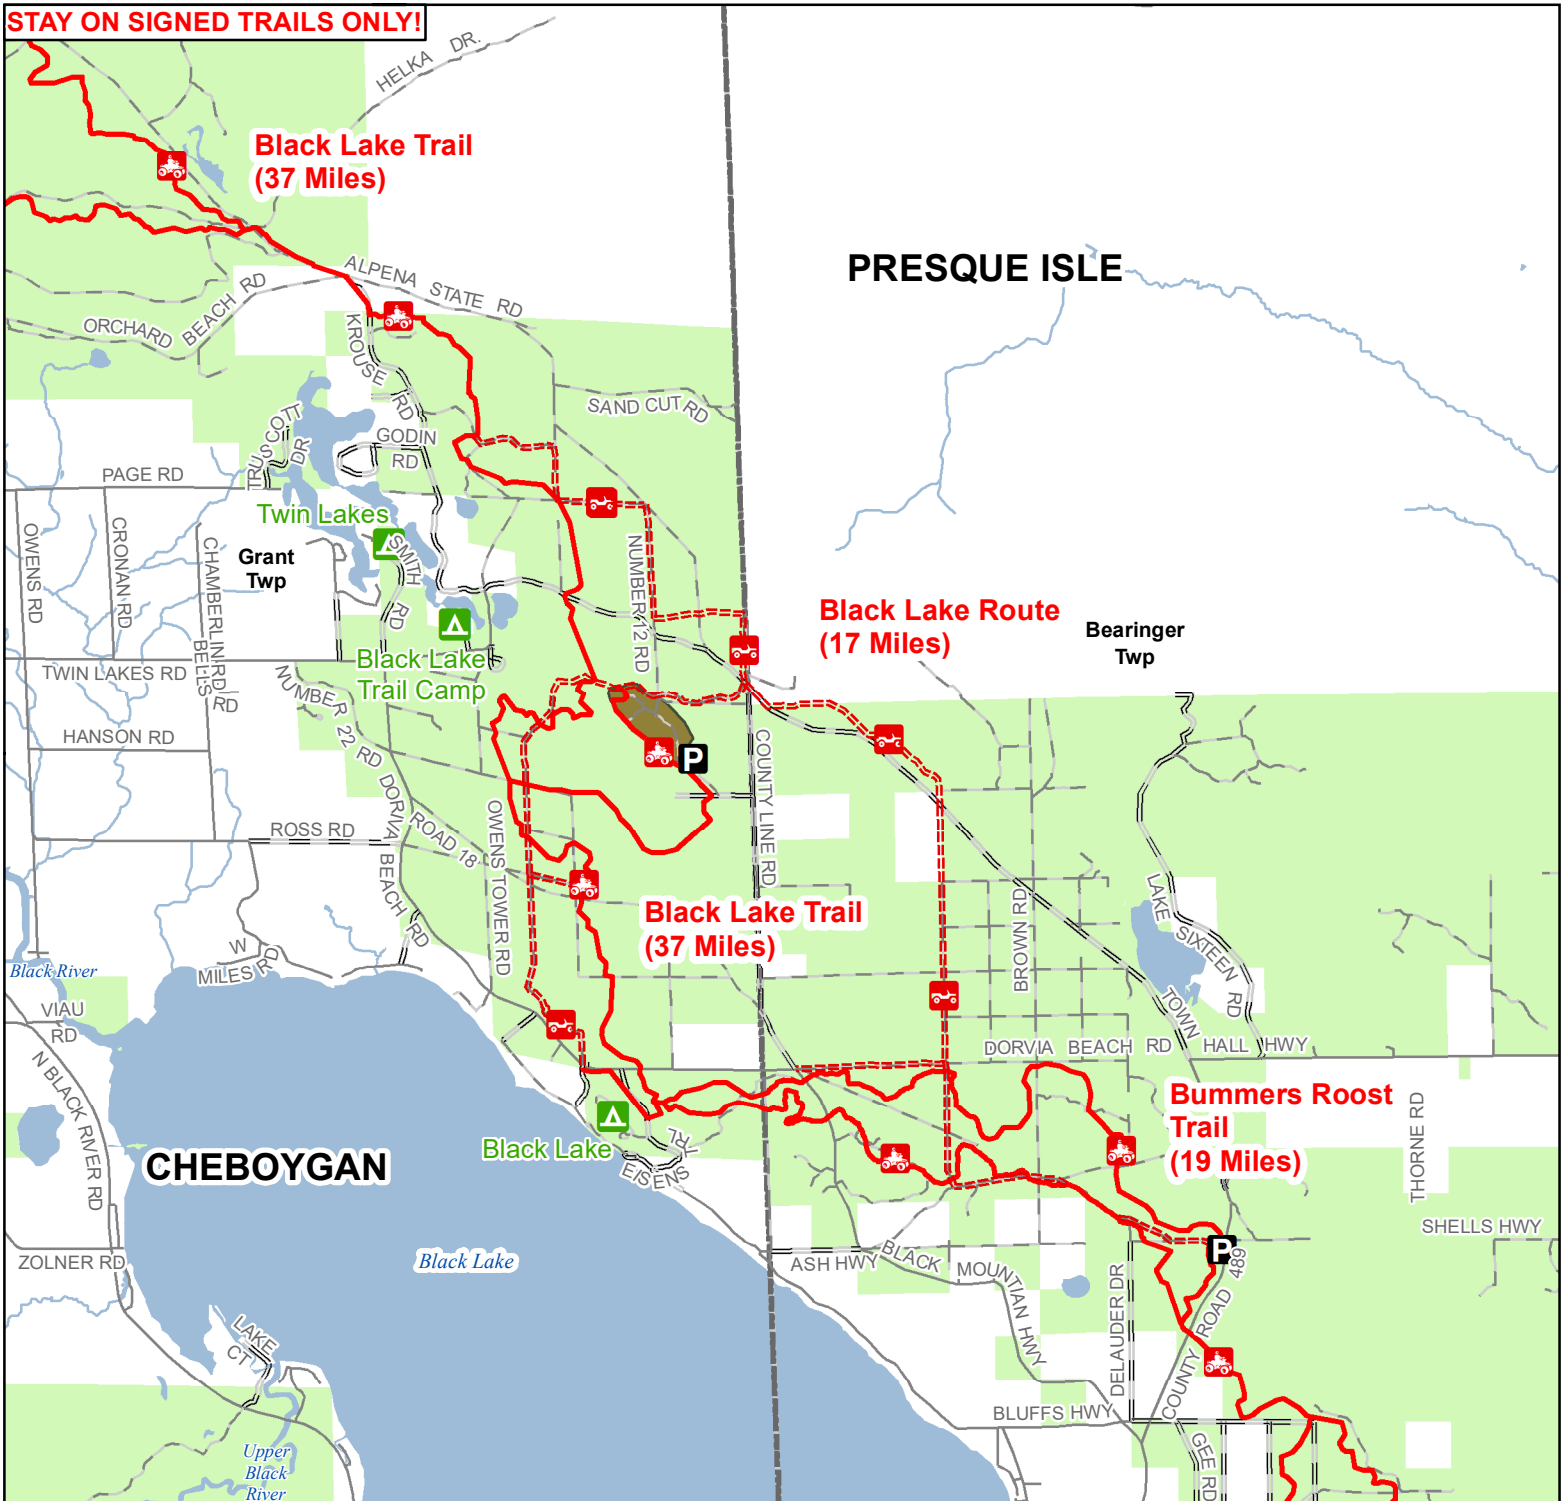 STAY ON SIGNED TRAILS ONLY!
HELKA DR.
Black Lake Trail
(37 Miles)
PRESQUE ISLE
ALPENA STATE RD
ORCHARD BEACH RD
KROUSE RD
SAND CUT RD
TRUSCOTT
DR
GODIN
RD
PAGE RD
Twin Lakes
OWENS RD
CRONAN RD
CHAMBERLIN RD
Grant
Twp
SMITH RD
NUMBER 12 RD
Black Lake Route
(17 Miles)
Bearinger
Twp
BELLS RD
TWIN LAKES RD
Black Lake
Trail Camp
NUMBER 22 RD
HANSON RD
P
COUNTY LINE RD
DORIVA BEACH RD
ROAD 18
OWENS TOWER RD
ROSS RD
Black Lake Trail
(37 Miles)
BROWN RD
LAKE SIXTEEN RD
W
MILES RD
Black River
VIAU
RD
TOWN HALL HWY
DORVIA BEACH RD
N BLACK RIVER RD
Bummers Roost
Trail
(19 Miles)
THORNE RD
Black Lake
EISENS TRL
CHEBOYGAN
SHELLS HWY
P
ZOLNER RD
Black Lake
ASH HWY
BLACK MOUNTIAN HWY
DELAUDER DR
COUNTY ROAD 489
LAKE
CT
BLUFFS HWY
GEE RD
Upper
Black
River